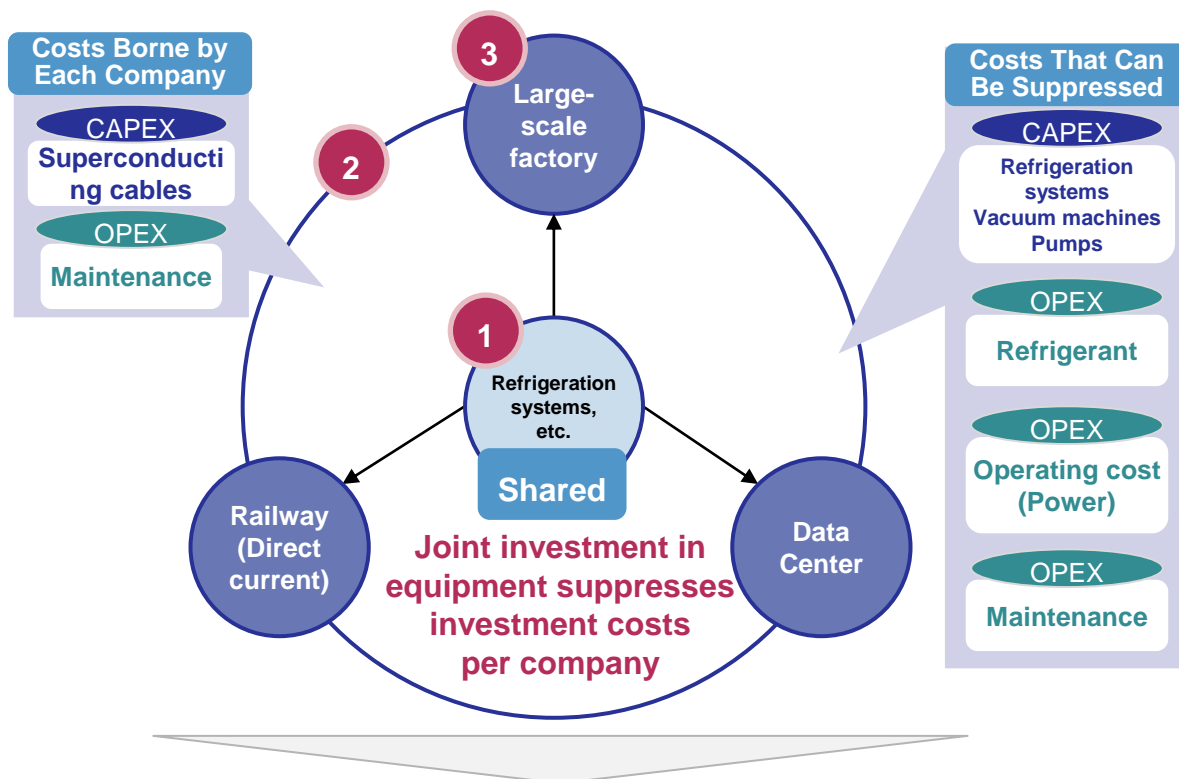 Costs Borne by
Each Company
CAPEX
Superconducti
ng cables
OPEX
Maintenance
3
Large-
scale
factory
2
1
Refrigeration
systems,
etc.
Shared
Railway
(Direct
current)
Data
Center
Joint investment in
equipment suppresses
investment costs
per company
Costs That Can
Be Suppressed
CAPEX
Refrigeration
systems
Vacuum machines
Pumps
OPEX
Refrigerant
OPEX
Operating cost
(Power)
OPEX
Maintenance